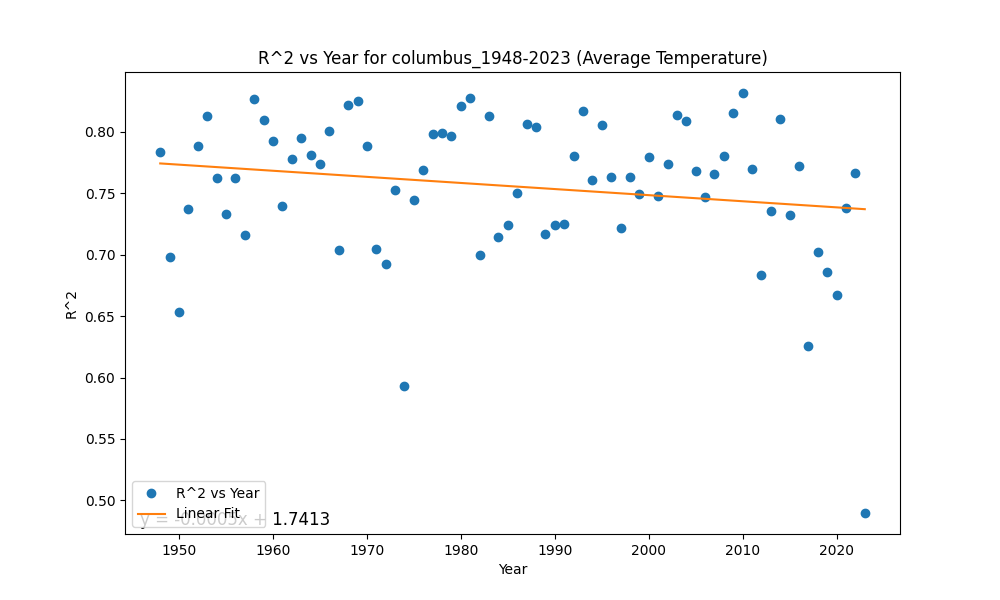 R^2 vs Year for columbus_1948-2023 (Average Temperature)
R^2
0.80
0.75
0.70
0.65
0.60
0.55
0.50
R^2 vs Year
Linear Fit
y = -0.0005x + 1.7413
1950 1960 1970 1980 1990 2000 2010 2020
Year